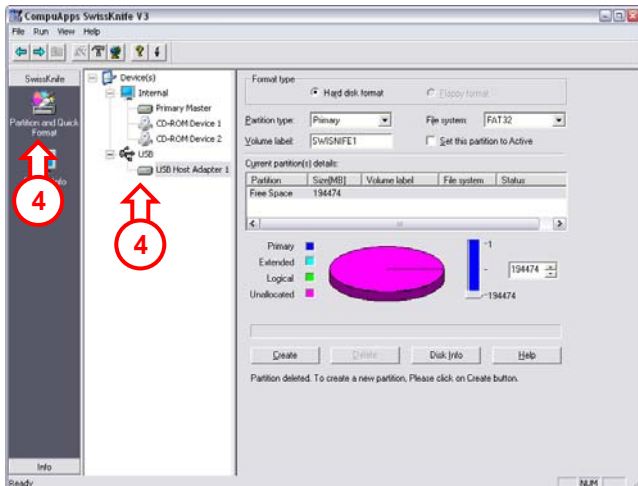 CompuApps SwissKnife V3
File Run View Help
SwissKnife
Partition and Quick
Format
Info
4
Device(s)
Internal
Primary Master
CD-ROM Device 1
CD-ROM Device 2
USB
USB Host Adapter 1
4
Format type
Hard disk format
Floppy format
Partition type: Primary File system: FAT32
Volume label: SWISNIFE1 Set this partition to Active
Current partition(s) details:
Partition Size[MB] Volume label File system Status
Free Space 194474
Primary
Extended
Logical
Unallocated
-1
-
-194474
194474
Create Delete Disk Info Help
Partition deleted. To create a new partition, Please click on Create button.
Info
Ready NUM